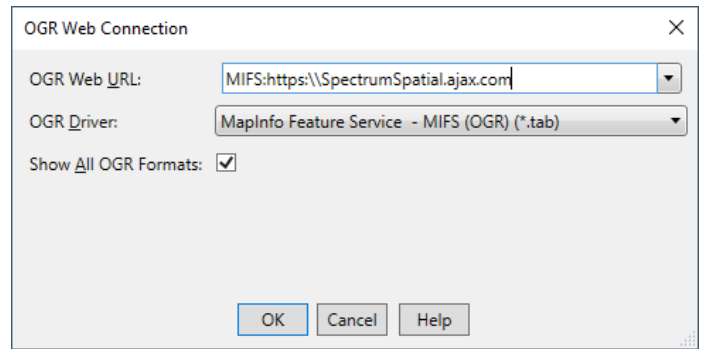 OGR Web Connection
OGR Web URL: MIFS:https:\\SpectrumSpatial.ajax.com
OGR Driver: MapInfo Feature Service  - MIFS (OGR) (*.tab)
Show All OGR Formats:
OK Cancel Help